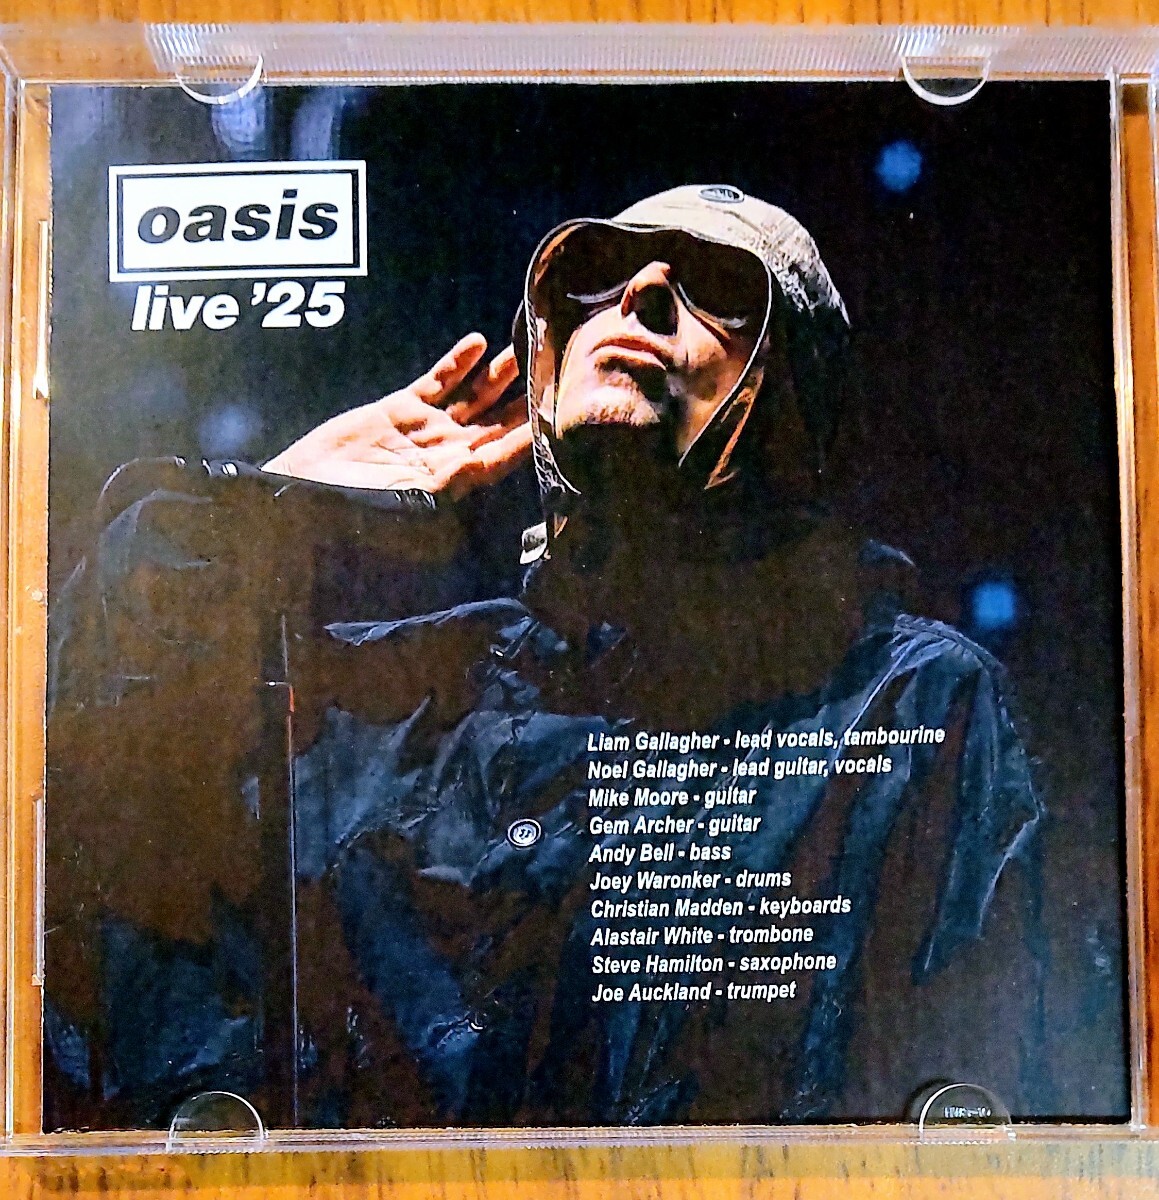 oasis
live '25
Liam Gallagher - lead vocals, tambourine
Noel Gallagher - lead guitar, vocals
Mike Moore - guitar
Gem Archer - guitar
Andy Bell - bass
Joey Waronker - drums
Christian Madden - keyboards
Alastair White - trombone
Steve Hamilton - saxophone
Joe Auckland - trumpet